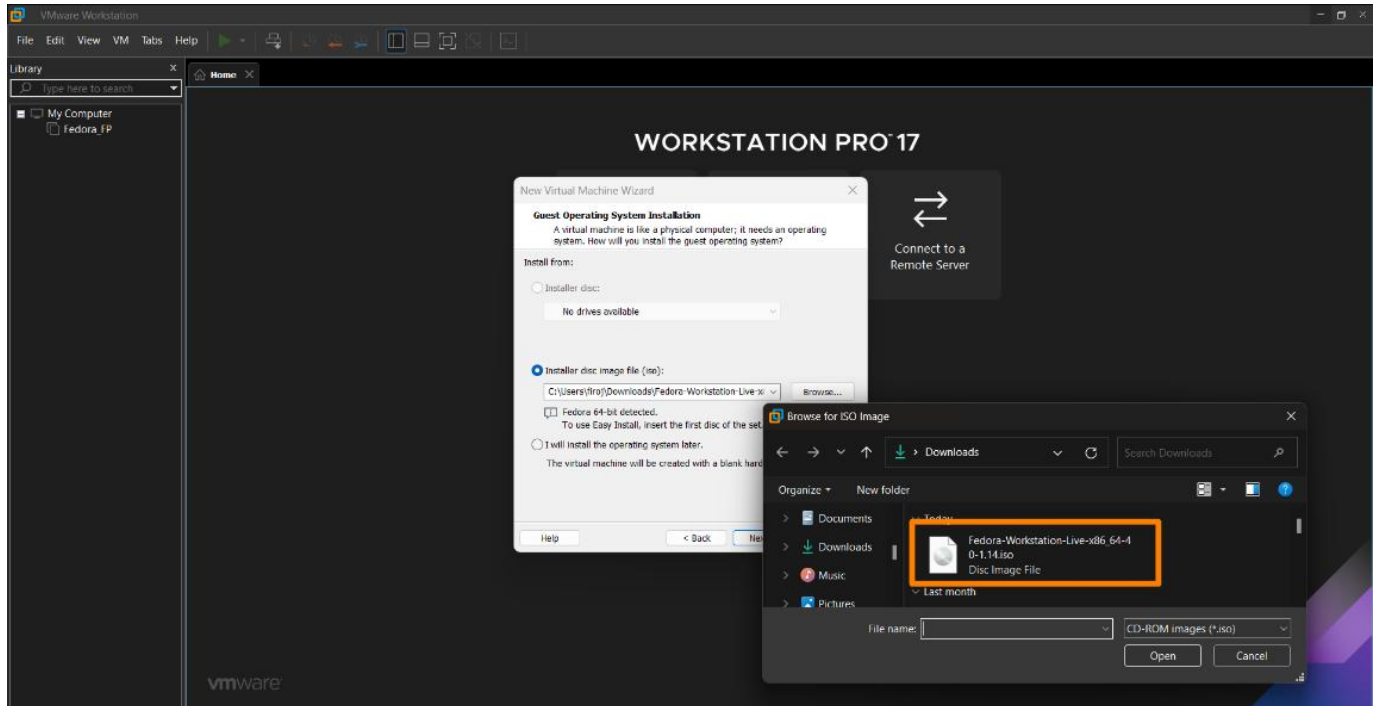 VMware Workstation
File Edit View VM Tabs Help
Library X
Type here to search
Home
My Computer
Fedora_FP
WORKSTATION PRO 17
Connect to a
Remote Server
New Virtual Machine Wizard
Guest Operating System Installation
A virtual machine is like a physical computer; it needs an operating
system. How will you install the guest operating system?
Install from:
Installer disc:
No drives available
Installer disc image file (iso):
C:\Users\firoj\Downloads\Fedora-Workstation-Live-x
Browse...
Fedora 64-bit detected.
To use Easy Install, insert the first disc of the set
I will install the operating system later.
The virtual machine will be created with a blank hard
Help
< Back
Ne
Browse for ISO Image
Downloads
Search Downloads
Organize
New folder
Documents
Downloads
Music
Pictures
Today
Fedora-Workstation-Live-x86_64-4
0-1.14.iso
Disc Image File
Last month
File name:
CD-ROM images (*.iso)
Open
Cancel
vmware